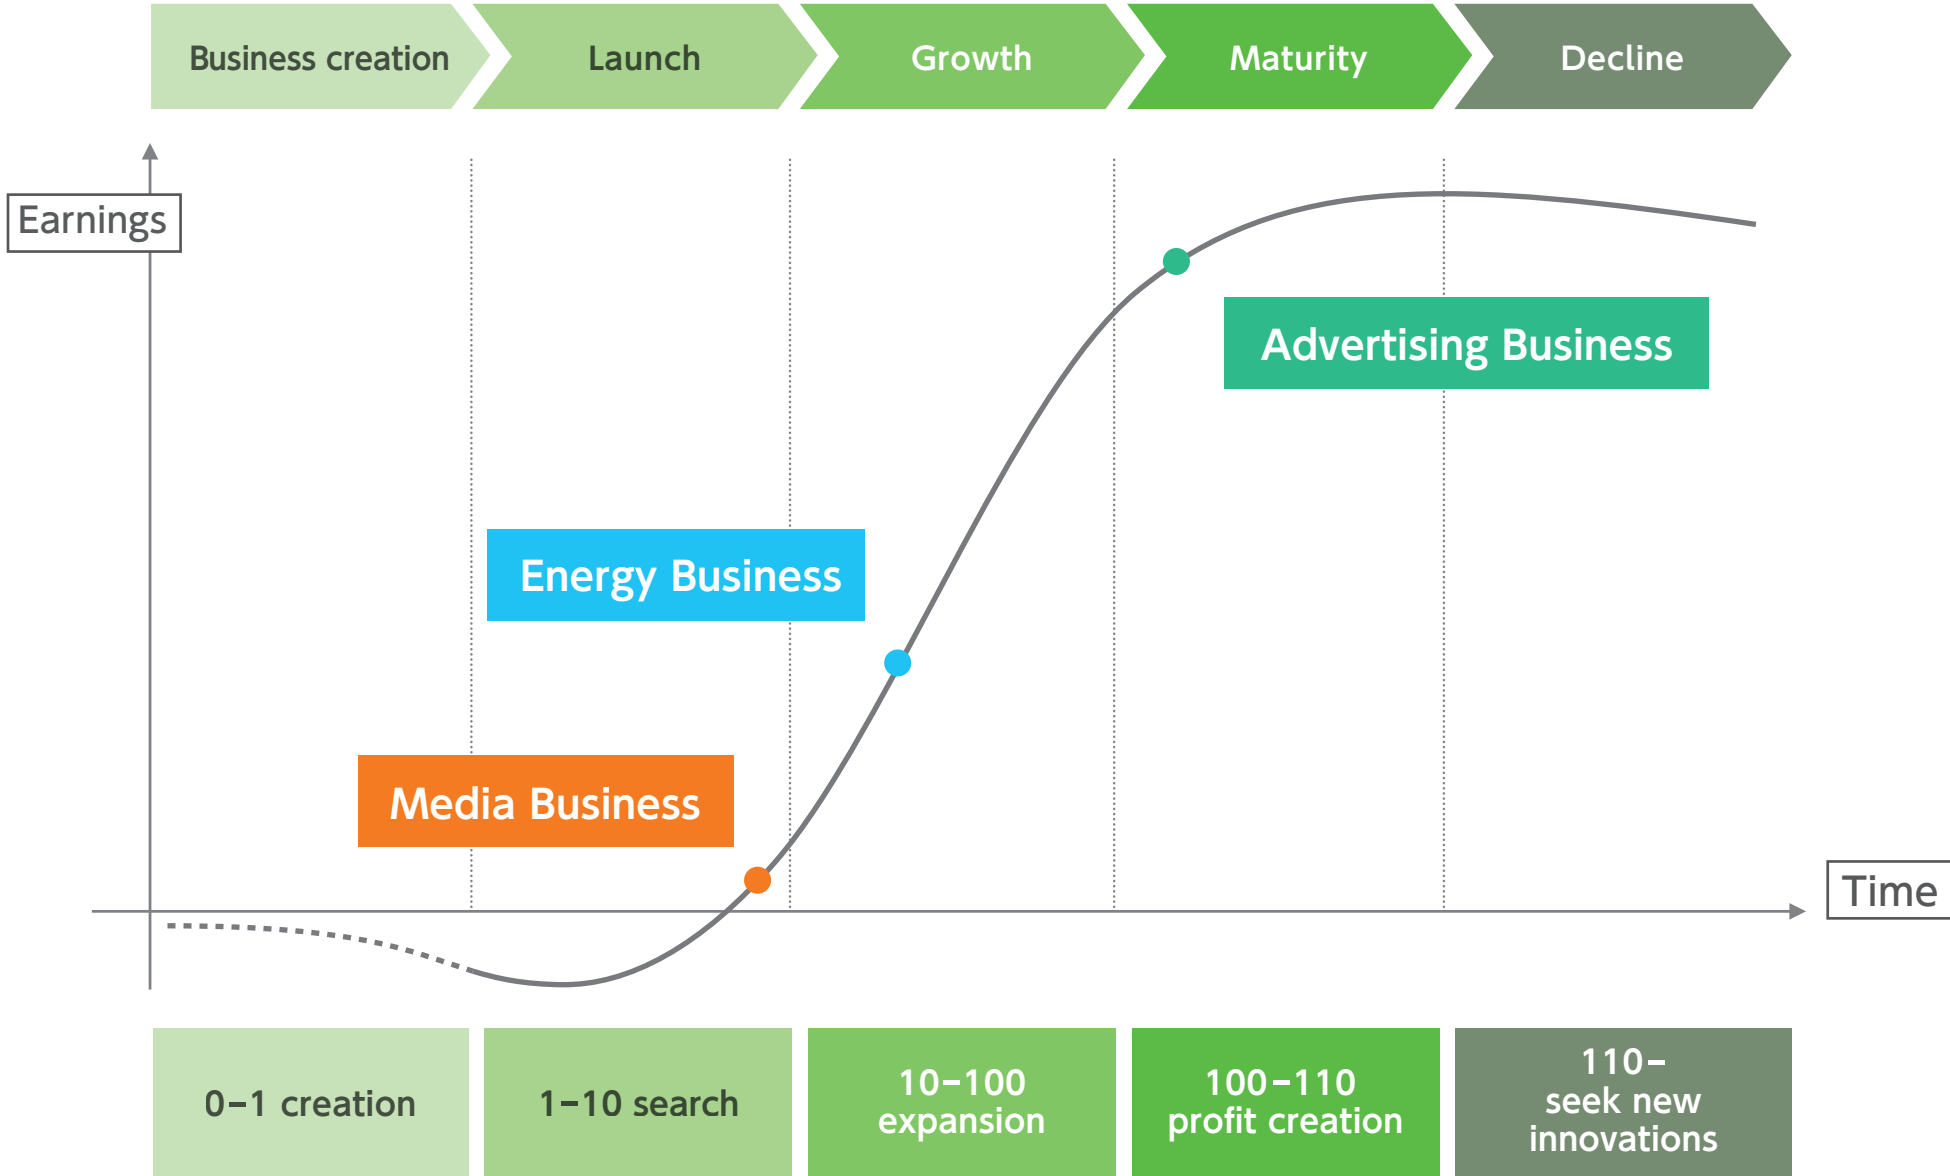 Business creation
Launch
Growth
Maturity
Decline
Earnings
Advertising Business
Energy Business
Media Business
Time
0–1 creation
1–10 search
10–100
expansion
100–110
profit creation
110–
seek new
innovations